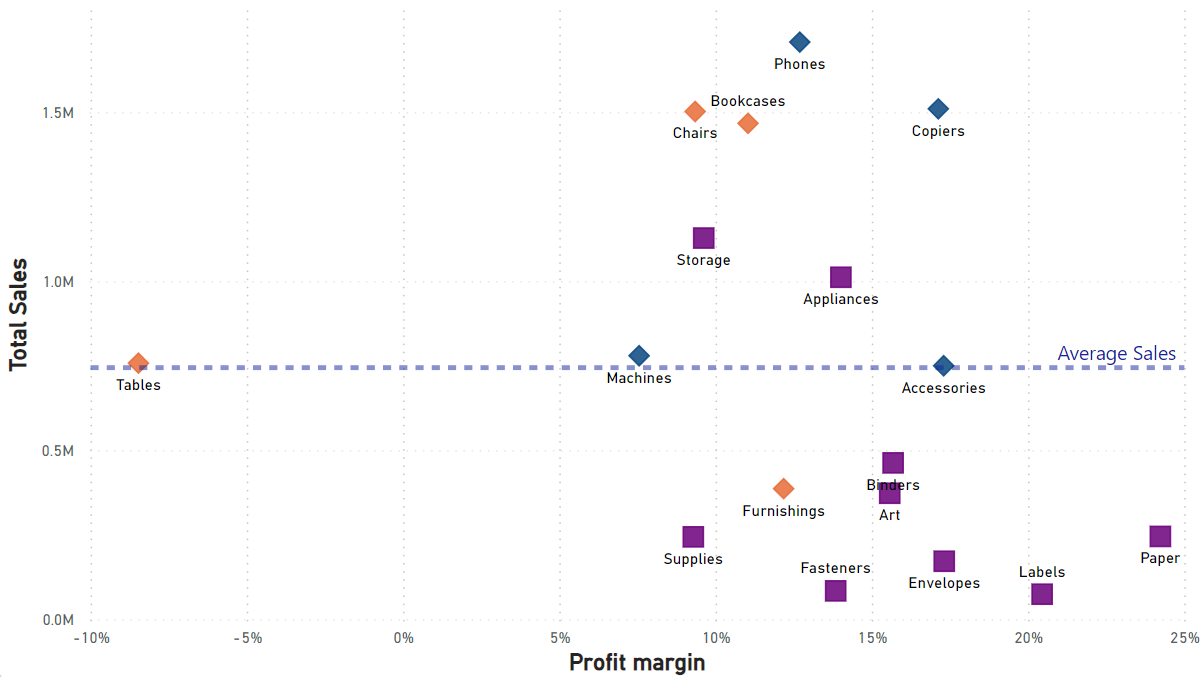 Phones
Bookcases
1.5M
Chairs
Copiers
Storage
1.0M
Appliances
Total Sales
Average Sales
Tables
Machines
Accessories
0.5M
Binders
Furnishings
Art
Supplies
Paper
Fasteners
Labels
Envelopes
0.0M
-10% -5% 0% 5% 10% 15% 20% 25%
Profit margin